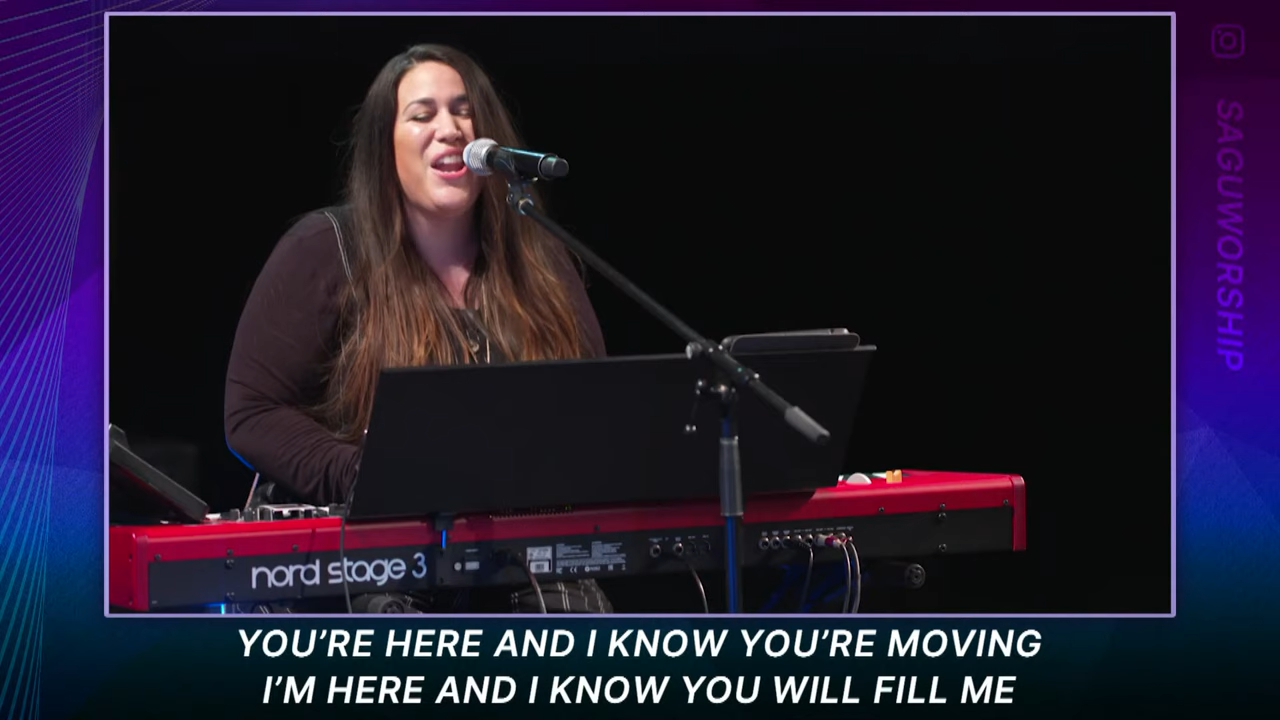 SAGUWORSHIP
nord stage 3
YOU'RE HERE AND I KNOW YOU'RE MOVING
I'M HERE AND I KNOW YOU WILL FILL ME